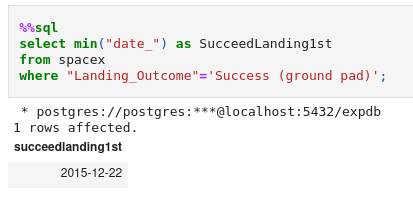 %%sql
select min("date_") as SucceedLanding1st
from spacex
where "Landing_Outcome"='Success (ground pad)';
* postgres://postgres:***@localhost:5432/expdb
1 rows affected.
succeedlanding1st
2015-12-22